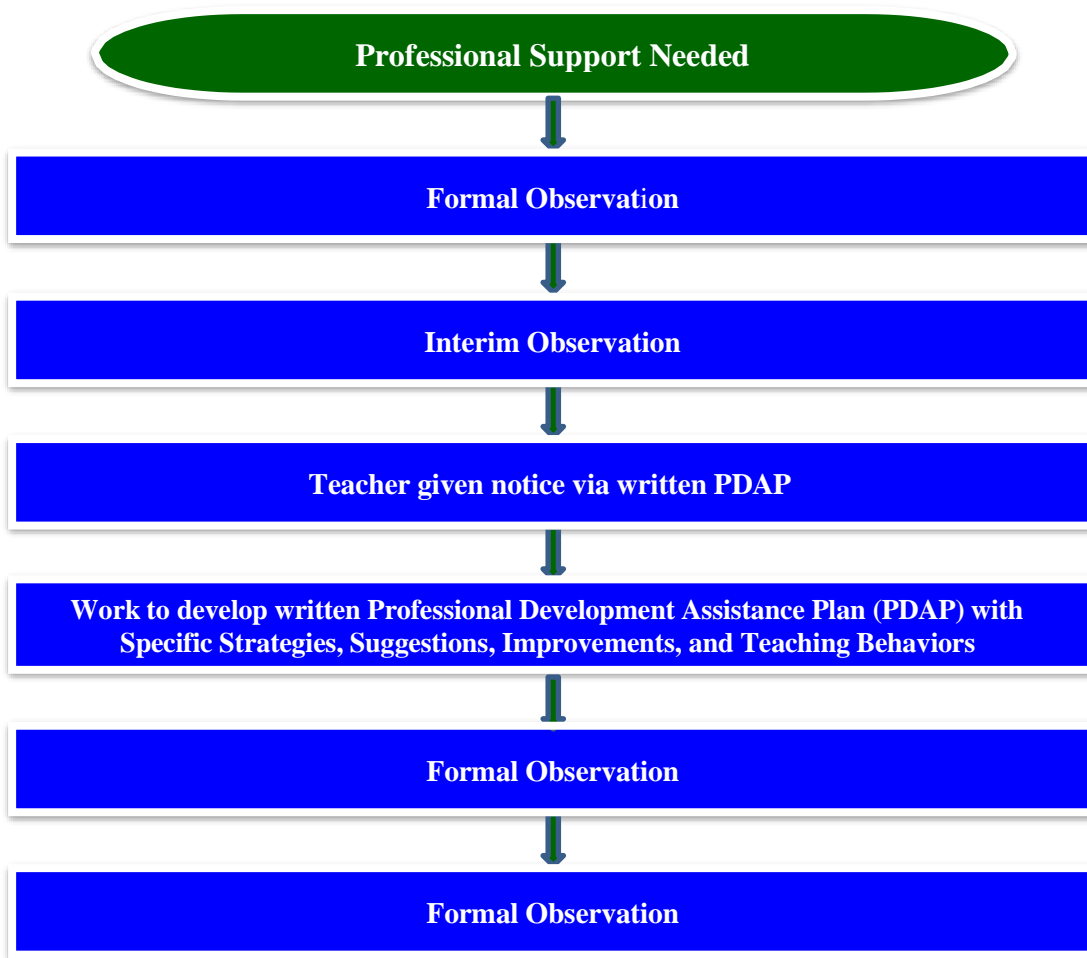 Professional Support Needed
Formal Observation
Interim Observation
Teacher given notice via written PDAP
Work to develop written Professional Development Assistance Plan (PDAP) with
Specific Strategies, Suggestions, Improvements, and Teaching Behaviors
Formal Observation
Formal Observation